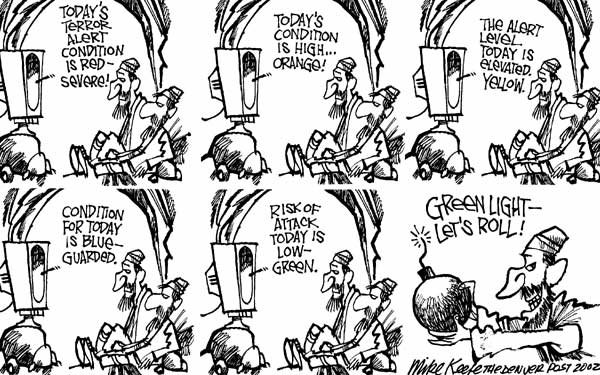 TODAY'S
TERROR
ALERT
CONDITION
IS RED-
SEVERE!
TODAY'S
CONDITION
IS HIGH...
ORANGE!
THE ALERT
LEVEL
TODAY IS
ELEVATED.
YELLOW.
CONDITION
FOR TODAY
IS BLUE-
GUARDED.
RISK OF
ATTACK
TODAY IS
LOW-
GREEN.
GREEN LIGHT-
LET'S ROLL!
Mike Keefe THE DENVER POST 2002